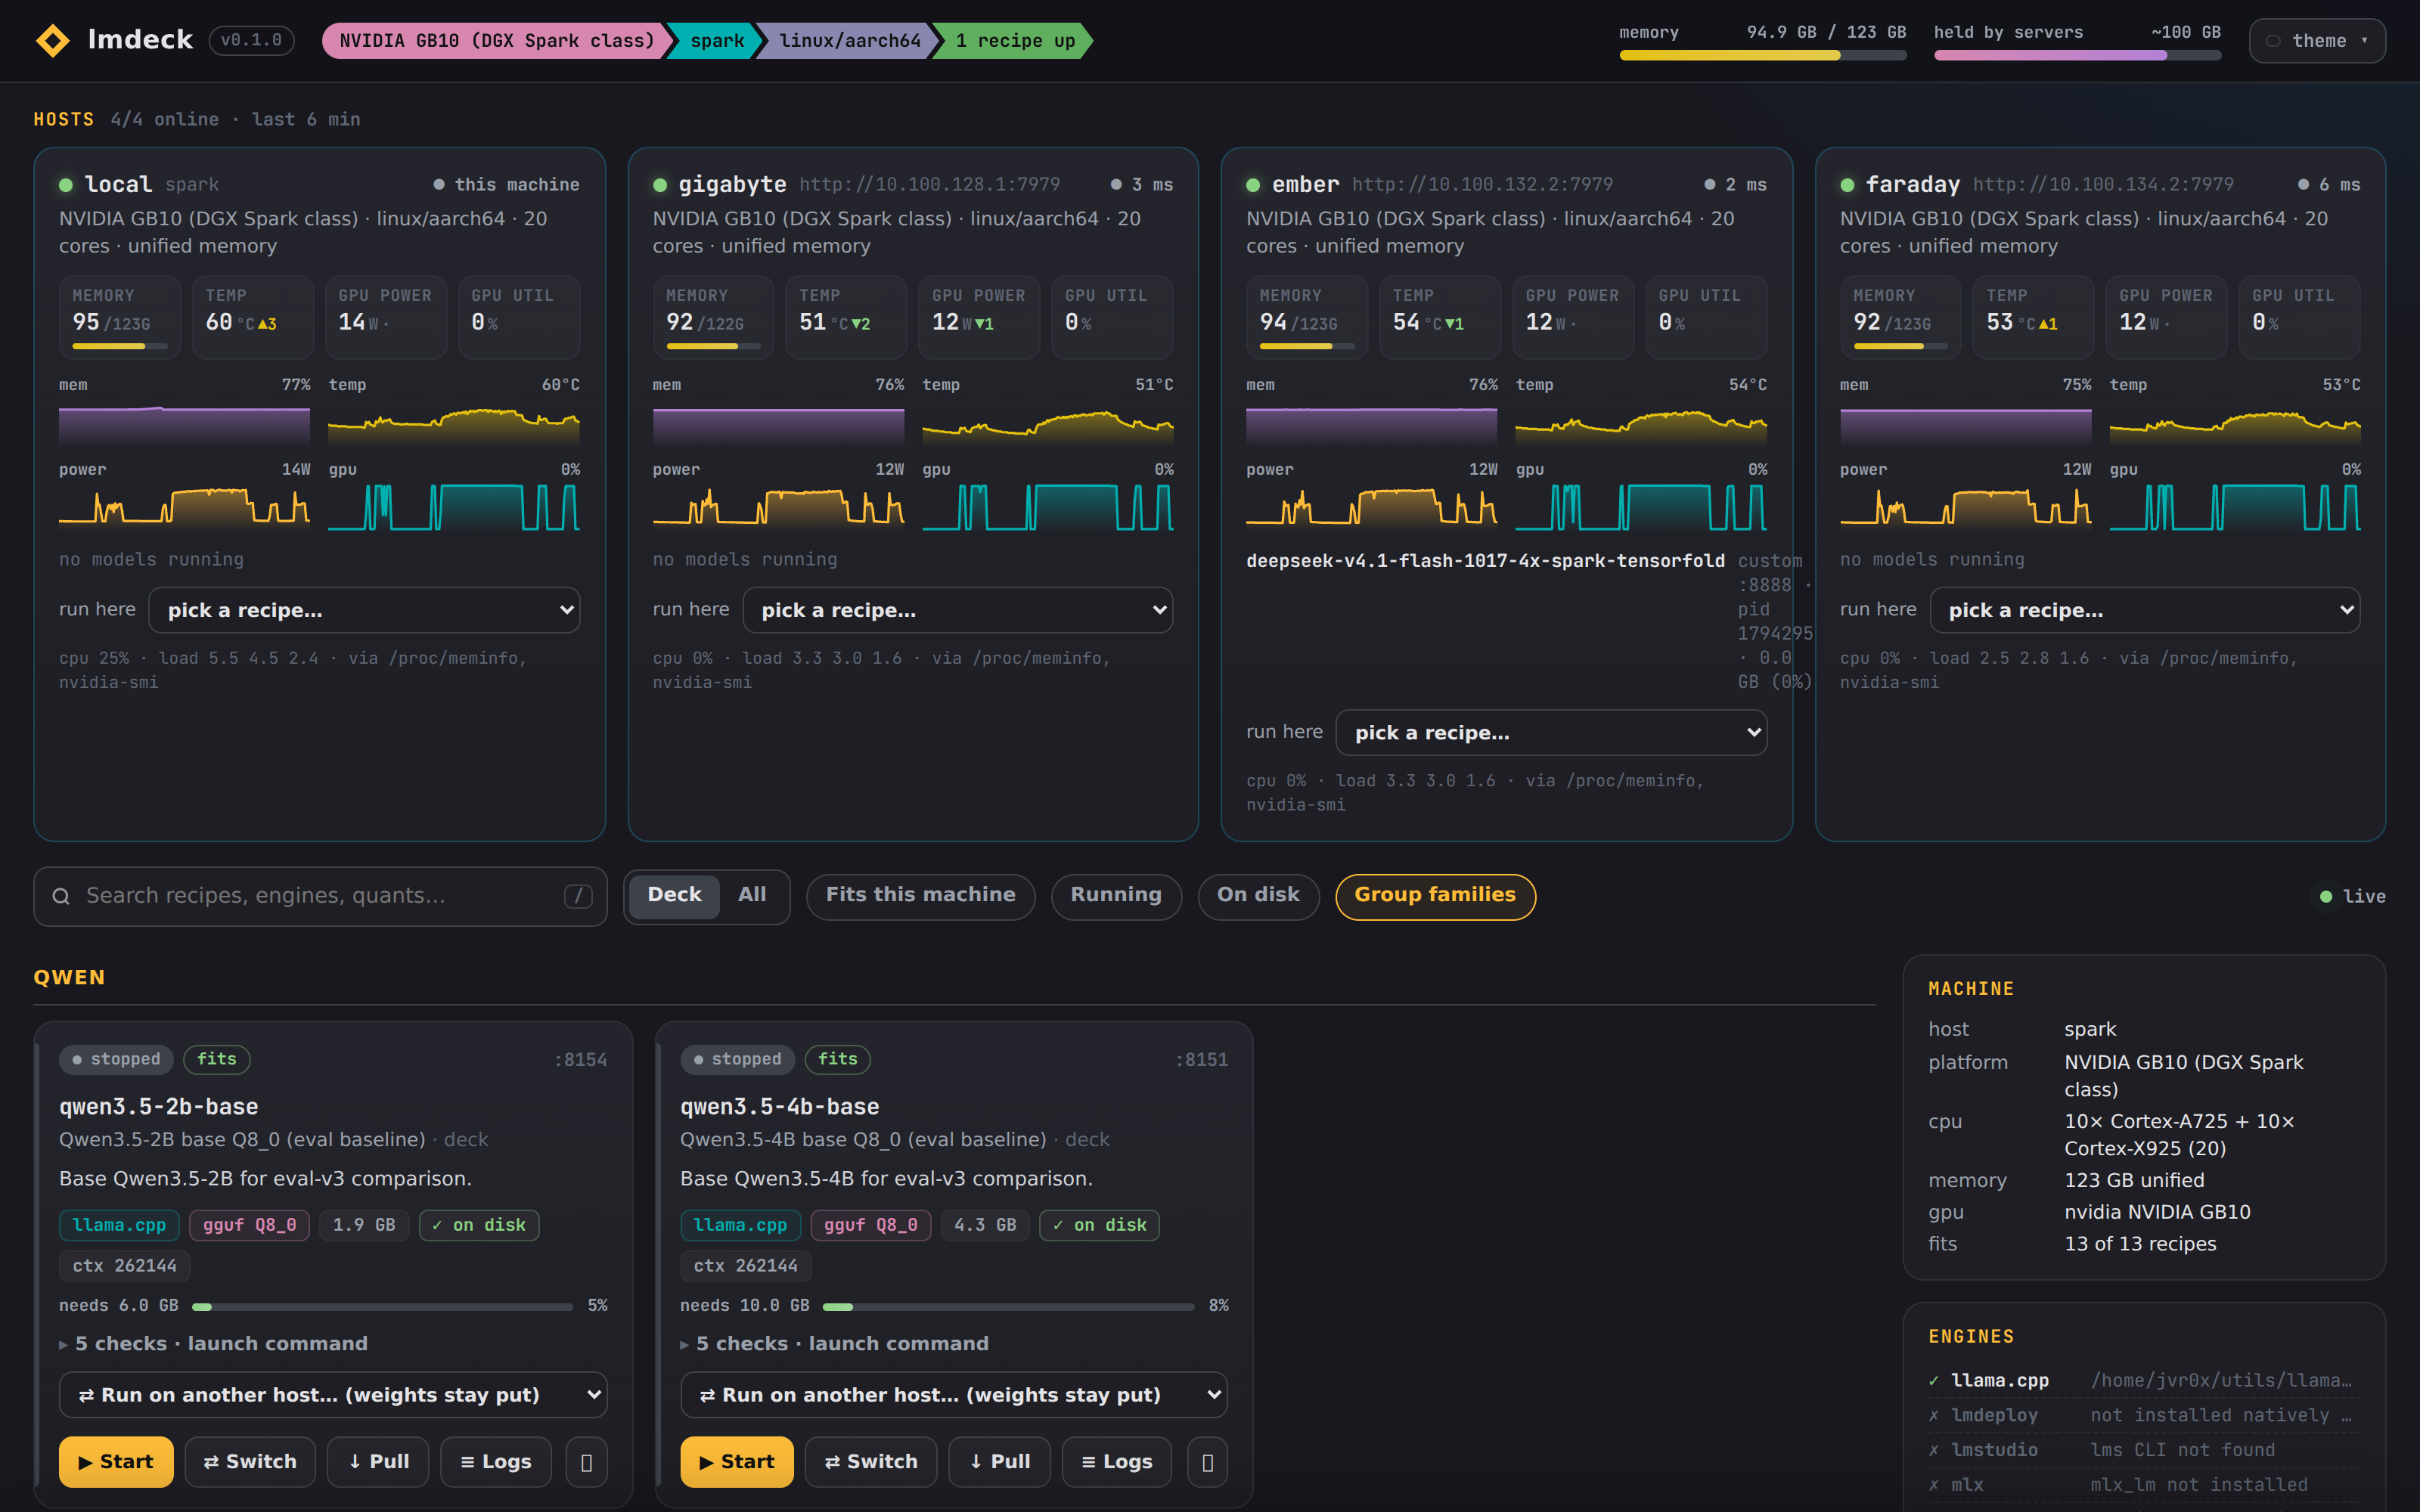 lmdeck v0.1.0 NVIDIA GB10 (DGX Spark class) spark linux/aarch64 1 recipe up memory 94.9 GB / 123 GB held by servers ~100 GB theme ▾
HOSTS 4/4 online · last 6 min
local spark ● this machine
NVIDIA GB10 (DGX Spark class) · linux/aarch64 · 20
cores · unified memory
MEMORY TEMP GPU POWER GPU UTIL
95/123G 60°C▲3 14W· 0%
mem 77% temp 60°C
power 14W gpu 0%
no models running
run here pick a recipe…
cpu 25% · load 5.5 4.5 2.4 · via /proc/meminfo,
nvidia-smi
gigabyte http://10.100.128.1:7979 ● 3 ms
NVIDIA GB10 (DGX Spark class) · linux/aarch64 · 20
cores · unified memory
MEMORY TEMP GPU POWER GPU UTIL
92/122G 51°C▼2 12W▼1 0%
mem 76% temp 51°C
power 12W gpu 0%
no models running
run here pick a recipe…
cpu 0% · load 3.3 3.0 1.6 · via /proc/meminfo,
nvidia-smi
ember http://10.100.132.2:7979 ● 2 ms
NVIDIA GB10 (DGX Spark class) · linux/aarch64 · 20
cores · unified memory
MEMORY TEMP GPU POWER GPU UTIL
94/123G 54°C▼1 12W· 0%
mem 76% temp 54°C
power 12W gpu 0%
deepseek-v4.1-flash-1017-4x-spark-tensorfold custom
:8888 ·
pid
1794295
· 0.0
GB (0%)
run here pick a recipe…
cpu 0% · load 3.3 3.0 1.6 · via /proc/meminfo,
nvidia-smi
faraday http://10.100.134.2:7979 ● 6 ms
NVIDIA GB10 (DGX Spark class) · linux/aarch64 · 20
cores · unified memory
MEMORY TEMP GPU POWER GPU UTIL
92/123G 53°C▲1 12W· 0%
mem 75% temp 53°C
power 12W gpu 0%
no models running
run here pick a recipe…
cpu 0% · load 2.5 2.8 1.6 · via /proc/meminfo,
nvidia-smi
Search recipes, engines, quants… / Deck All Fits this machine Running On disk Group families live
QWEN
stopped fits :8154
qwen3.5-2b-base
Qwen3.5-2B base Q8_0 (eval baseline) · deck
Base Qwen3.5-2B for eval-v3 comparison.
llama.cpp gguf Q8_0 1.9 GB ✓ on disk
ctx 262144
needs 6.0 GB 5%
▸ 5 checks · launch command
⇄ Run on another host… (weights stay put)
▶ Start ⇄ Switch ↓ Pull ≡ Logs
stopped fits :8151
qwen3.5-4b-base
Qwen3.5-4B base Q8_0 (eval baseline) · deck
Base Qwen3.5-4B for eval-v3 comparison.
llama.cpp gguf Q8_0 4.3 GB ✓ on disk
ctx 262144
needs 10.0 GB 8%
▸ 5 checks · launch command
⇄ Run on another host… (weights stay put)
▶ Start ⇄ Switch ↓ Pull ≡ Logs
MACHINE
host spark
platform NVIDIA GB10 (DGX Spark
class)
cpu 10× Cortex-A725 + 10×
Cortex-X925 (20)
memory 123 GB unified
gpu nvidia NVIDIA GB10
fits 13 of 13 recipes
ENGINES
✓ llama.cpp /home/jvr0x/utils/llama…
✗ lmdeploy not installed natively …
✗ lmstudio lms CLI not found
✗ mlx mlx_lm not installed